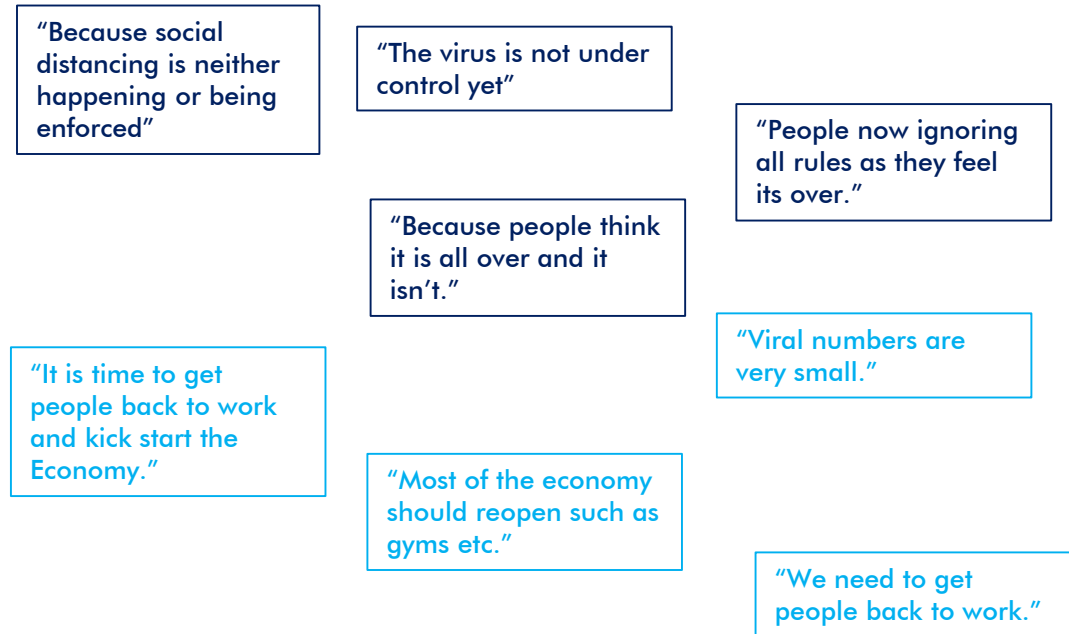 “Because social
distancing is neither
happening or being
enforced”
“The virus is not under
control yet”
“People now ignoring
all rules as they feel
its over.”
“Because people think
it is all over and it
isn’t.”
“Viral numbers are
very small.”
“It is time to get
people back to work
and kick start the
Economy.”
“Most of the economy
should reopen such as
gyms etc.”
“We need to get
people back to work.”